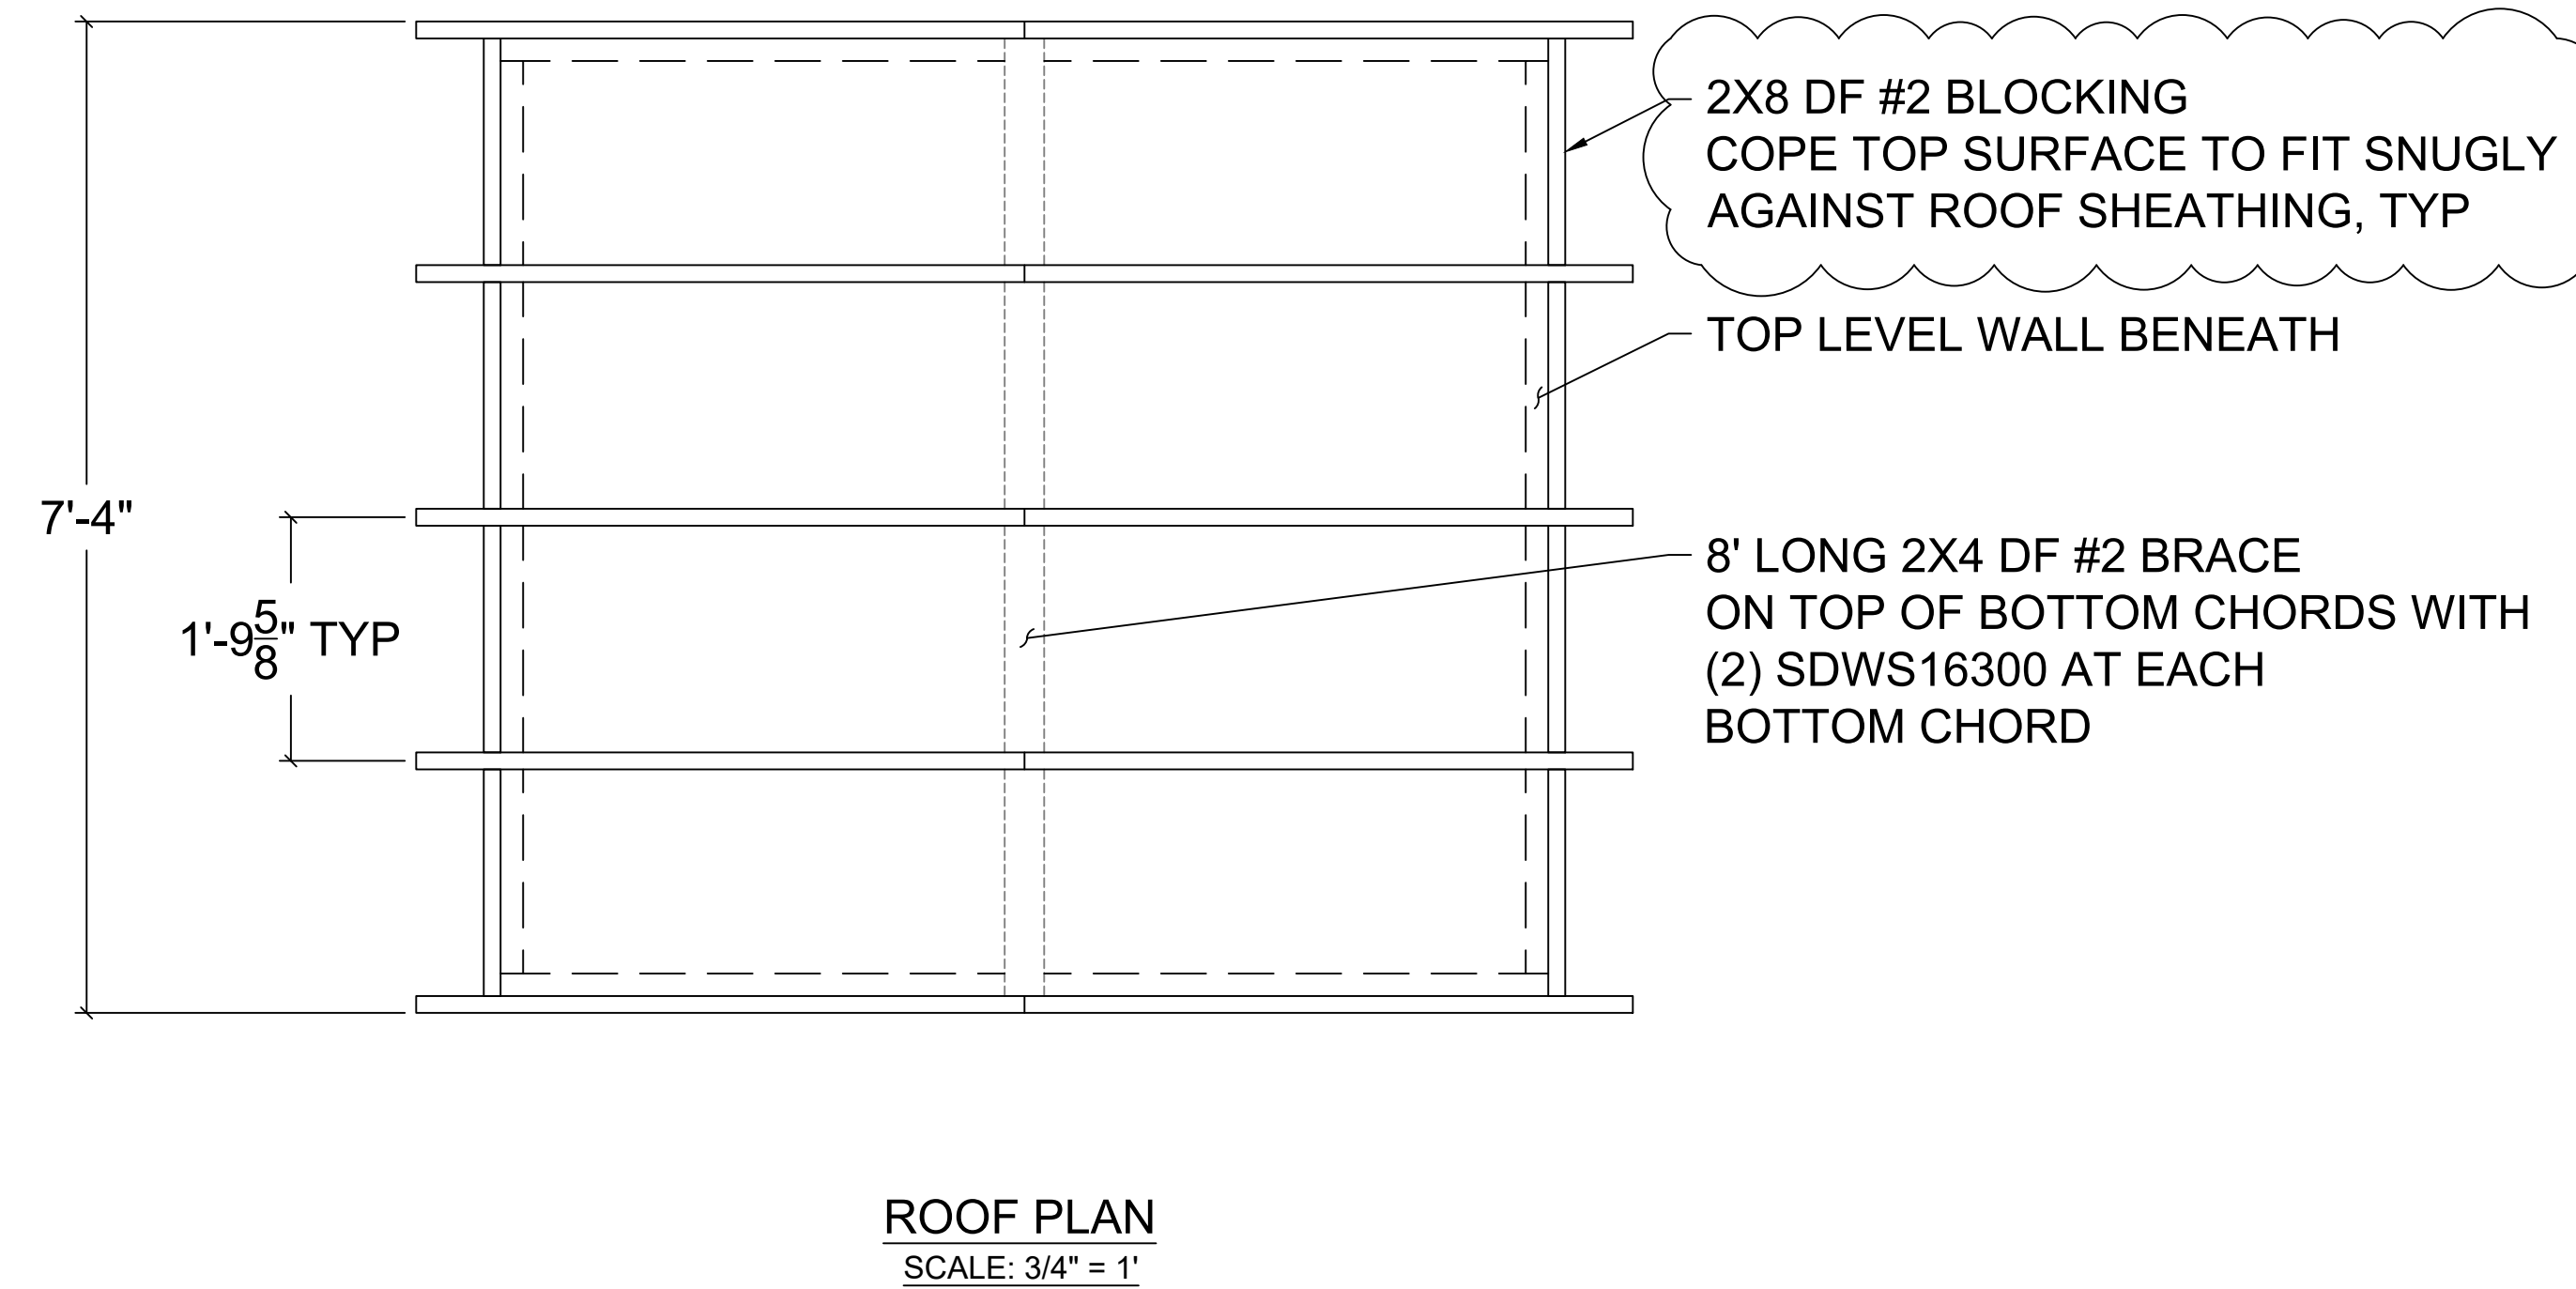 2X8 DF #2 BLOCKING
COPE TOP SURFACE TO FIT SNUGLY
AGAINST ROOF SHEATHING, TYP
TOP LEVEL WALL BENEATH
7'-4"
1'-9 5/8" TYP
8' LONG 2X4 DF #2 BRACE
ON TOP OF BOTTOM CHORDS WITH
(2) SDWS16300 AT EACH
BOTTOM CHORD
ROOF PLAN
SCALE: 3/4" = 1'